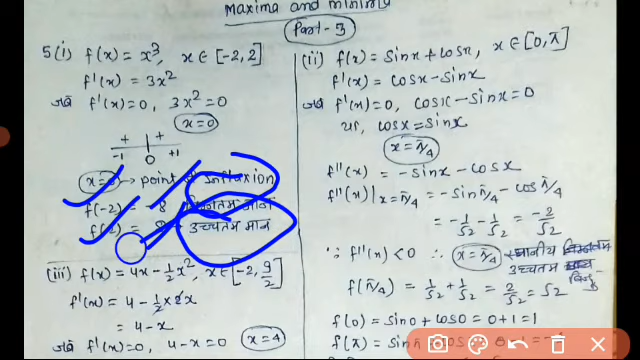 Maxima and minima
Part-3
5(i) f(x) = x³, x ∈ [-2, 2]
f'(x) = 3x²
जब f'(x)=0, 3x²=0
x=0
+ +
-1 0 +1
→ point of Inflexion
f(-2) = -8
उच्चतम मान
(iii) f(x) = 4x - ½x², x ∈ [-2, 9/2]
f'(x) = 4 - ½×2x
= 4-x
जब f'(x)=0, 4-x=0 x=4
(ii) f(x) = sinx + cosx, x ∈ [0, π]
f'(x) = cosx - sinx
जब f'(x)=0, cosx - sinx = 0
या, cosx = sinx
x = π/4
f''(x) = -sinx - cosx
f''(x)|x=π/4 = -sin π/4 - cos π/4
= -1/√2 - 1/√2 = -2/√2
∵ f''(x) < 0 ∴ x=π/4 स्थानीय
उच्चतम बिन्दु
f(π/4) = 1/√2 + 1/√2 = 2/√2 = √2
f(0) = sin0 + cos0 = 0+1 = 1
f(π) = sinπ + cosπ = 0-1 = -1